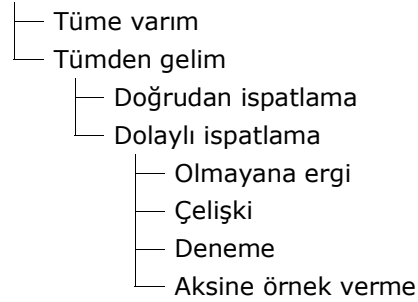 Tüme varım
Tümden gelim
Doğrudan ispatlama
Dolaylı ispatlama
Olmayana ergi
Çelişki
Deneme
Aksine örnek verme